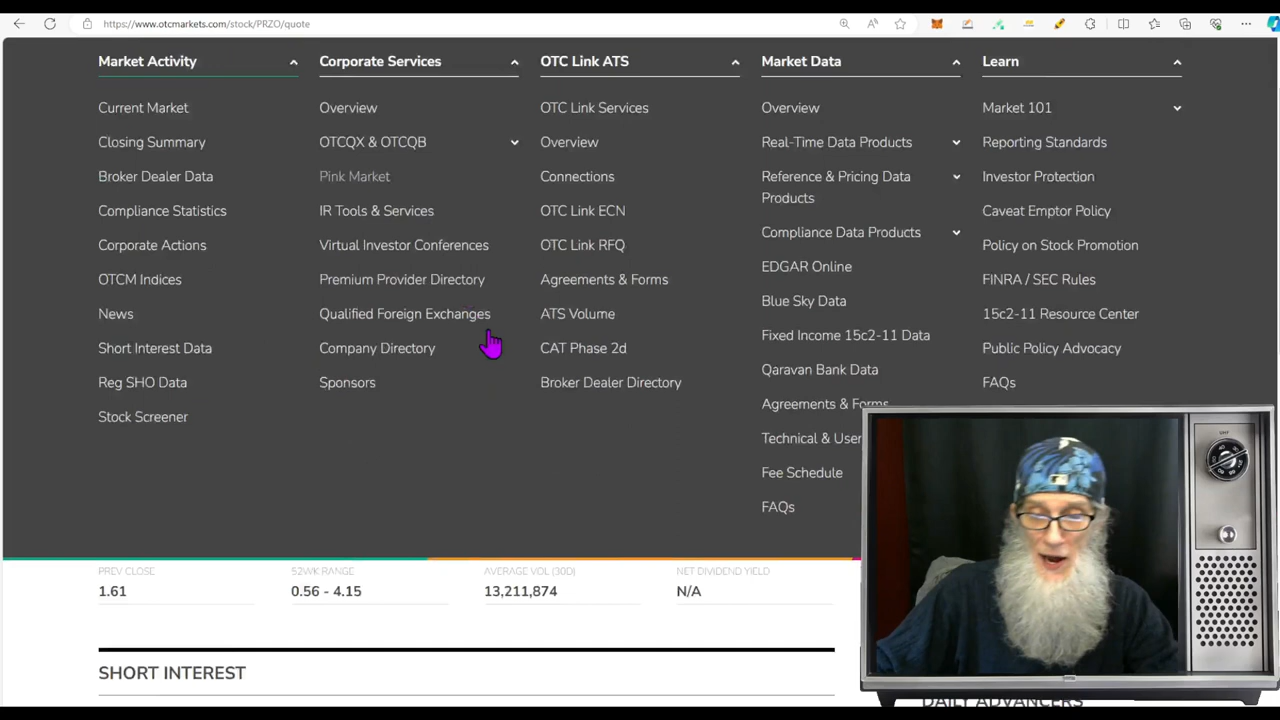 https://www.otcmarkets.com/stock/PRZO/quote
Market Activity
Current Market
Closing Summary
Broker Dealer Data
Compliance Statistics
Corporate Actions
OTCM Indices
News
Short Interest Data
Reg SHO Data
Stock Screener
Corporate Services
Overview
OTCQX & OTCQB
Pink Market
IR Tools & Services
Virtual Investor Conferences
Premium Provider Directory
Qualified Foreign Exchanges
Company Directory
Sponsors
OTC Link ATS
OTC Link Services
Overview
Connections
OTC Link ECN
OTC Link RFQ
Agreements & Forms
ATS Volume
CAT Phase 2d
Broker Dealer Directory
Market Data
Overview
Real-Time Data Products
Reference & Pricing Data
Products
Compliance Data Products
EDGAR Online
Blue Sky Data
Fixed Income 15c2-11 Data
Qaravan Bank Data
Agreements & Forms
Technical & User
Fee Schedule
FAQs
Learn
Market 101
Reporting Standards
Investor Protection
Caveat Emptor Policy
Policy on Stock Promotion
FINRA / SEC Rules
15c2-11 Resource Center
Public Policy Advocacy
FAQs
PREV CLOSE
1.61
52WK RANGE
0.56 - 4.15
AVERAGE VOL (30D)
13,211,874
NET DIVIDEND YIELD
N/A
SHORT INTEREST
DAILY ADVANCERS